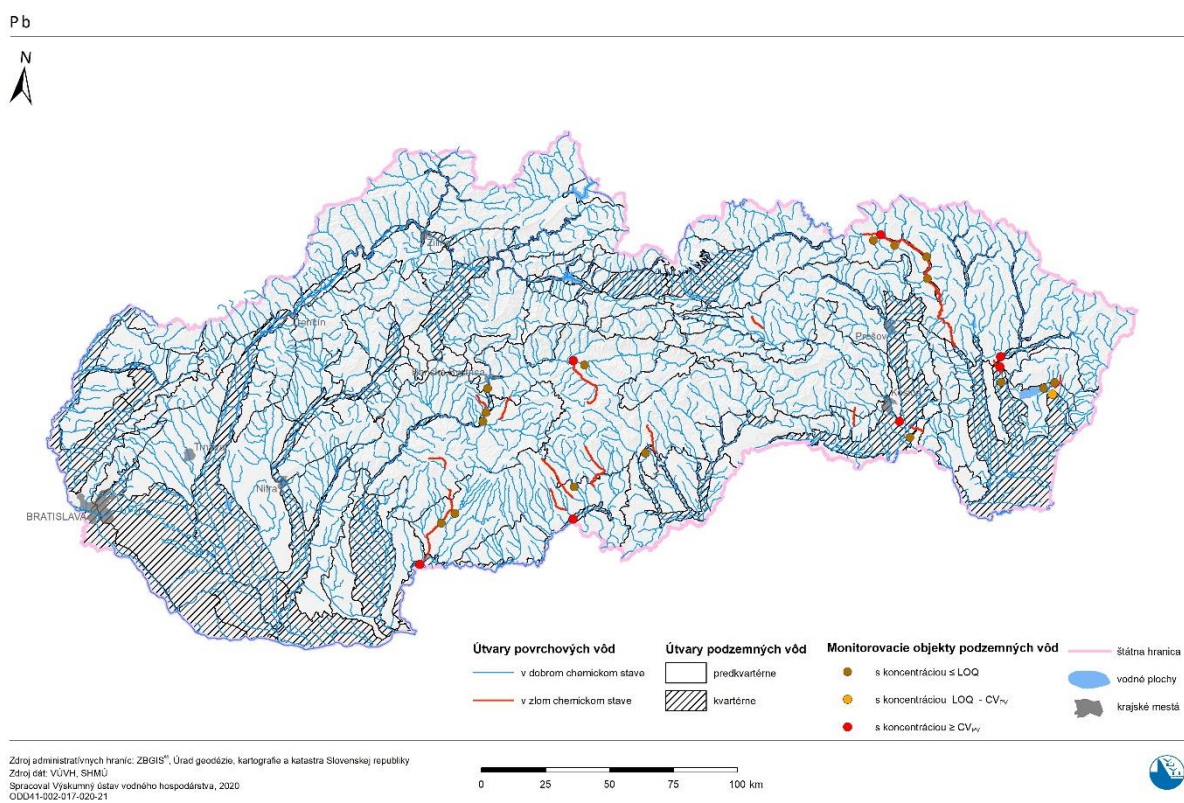 Pb
N
Žilina
Trenčín
Prešov
Trnava
Nitra
BRATISLAVA
Útvary povrchových vôd
v dobrom chemickom stave
v zlom chemickom stave
Útvary podzemných vôd
predkvartérne
kvartérne
Monitorovacie objekty podzemných vôd
s koncentráciou ≤ LOQ
s koncentráciou LOQ - CVPV
s koncentráciou ≥ CVPV
štátna hranica
vodné plochy
krajské mestá
Zdroj administratívnych hraníc: ZBGIS®, Úrad geodézie, kartografie a katastra Slovenskej republiky
Zdroj dát: VÚVH, SHMÚ
Spracoval Výskumný ústav vodného hospodárstva, 2020
ODD41-002-017-020-21
0 25 50 75 100 km